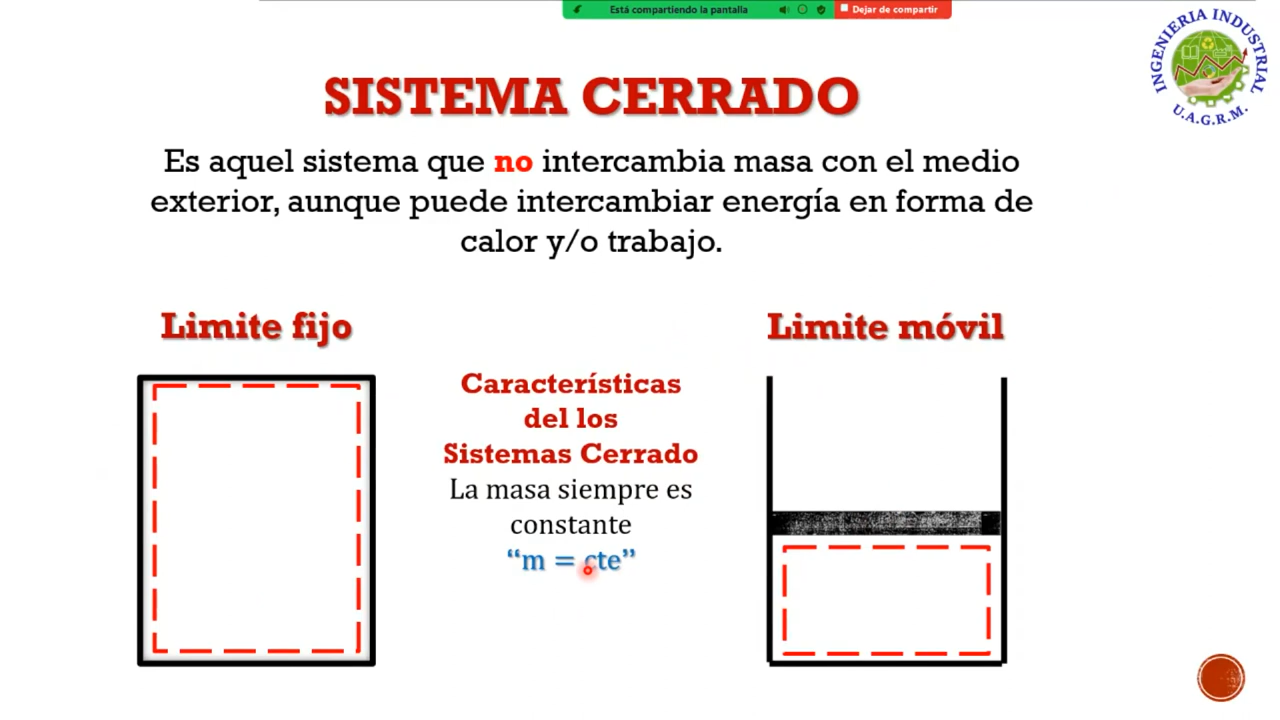 Está compartiendo la pantalla
Dejar de compartir
INGENIERIA INDUSTRIAL
U.A.G.R.M.
SISTEMA CERRADO
Es aquel sistema que no intercambia masa con el medio
exterior, aunque puede intercambiar energía en forma de
calor y/o trabajo.
Limite fijo
Características
del los
Sistemas Cerrado
La masa siempre es
constante
“m = cte”
Limite móvil